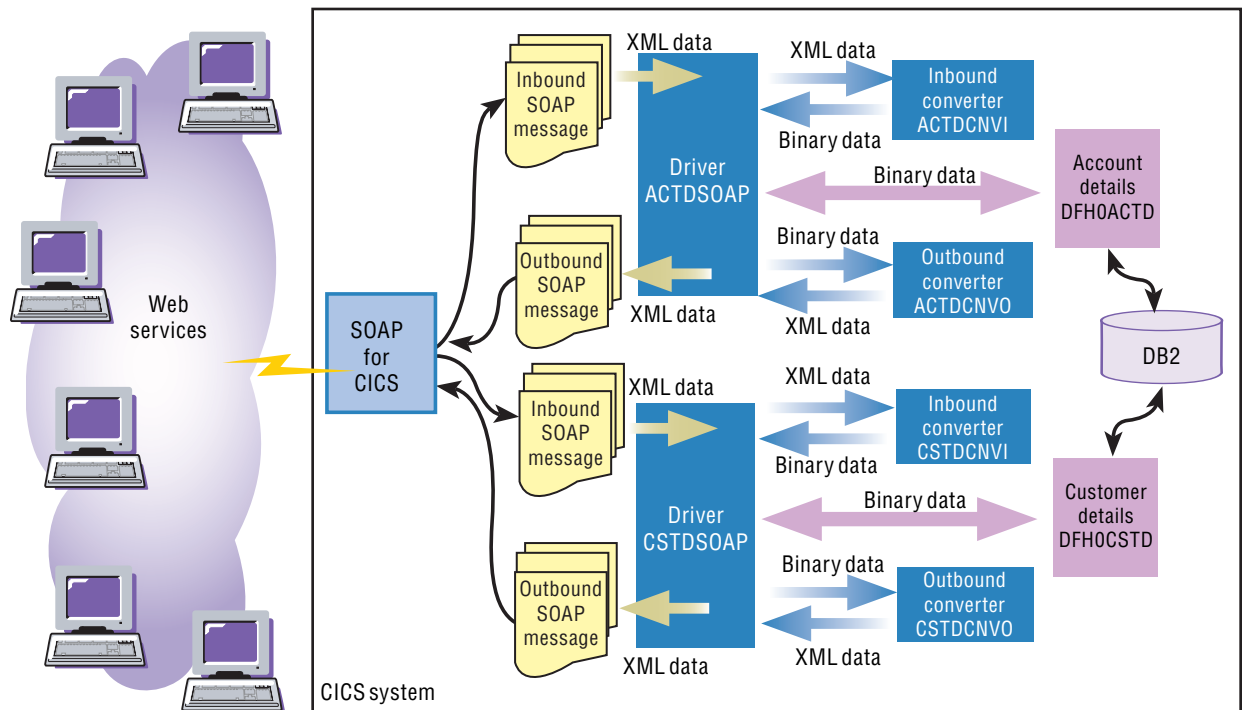 Web
services
CICS system
SOAP
for
CICS
Inbound
SOAP
message
XML data
Driver
ACTDSOAP
XML data
Inbound
converter
ACTDCNVI
Binary data
Binary data
Account
details
DFH0ACTD
Outbound
SOAP
message
XML data
Binary data
Outbound
converter
ACTDCNVO
XML data
DB2
Inbound
SOAP
message
XML data
Driver
CSTDSOAP
XML data
Inbound
converter
CSTDCNVI
Binary data
Binary data
Customer
details
DFH0CSTD
Outbound
SOAP
message
XML data
Binary data
Outbound
converter
CSTDCNVO
XML data